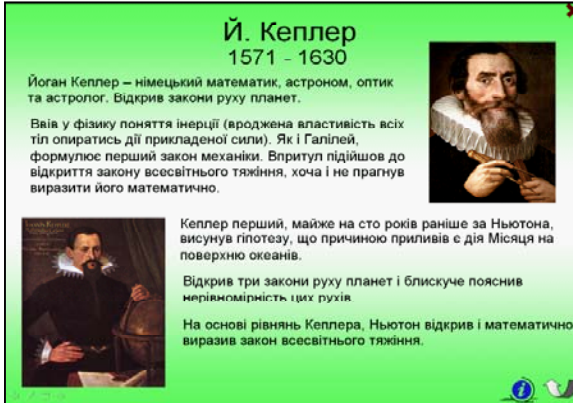 Й. Кеплер
1571 - 1630
Йоган Кеплер – німецький математик, астроном, оптик
та астролог. Відкрив закони руху планет.
Ввів у фізику поняття інерції (вроджена властивість всіх
тіл опиратись дії прикладеної сили). Як і Галілей,
формулює перший закон механіки. Впритул підійшов до
відкриття закону всесвітнього тяжіння, хоча і не прагнув
виразити його математично.
Кеплер перший, майже на сто років раніше за Ньютона,
висунув гіпотезу, що причиною приливів є дія Місяця на
поверхню океанів.
Відкрив три закони руху планет і блискуче пояснив
нерівномірність цих рухів
На основі рівнянь Кеплера, Ньютон відкрив і математично
виразив закон всесвітнього тяжіння.